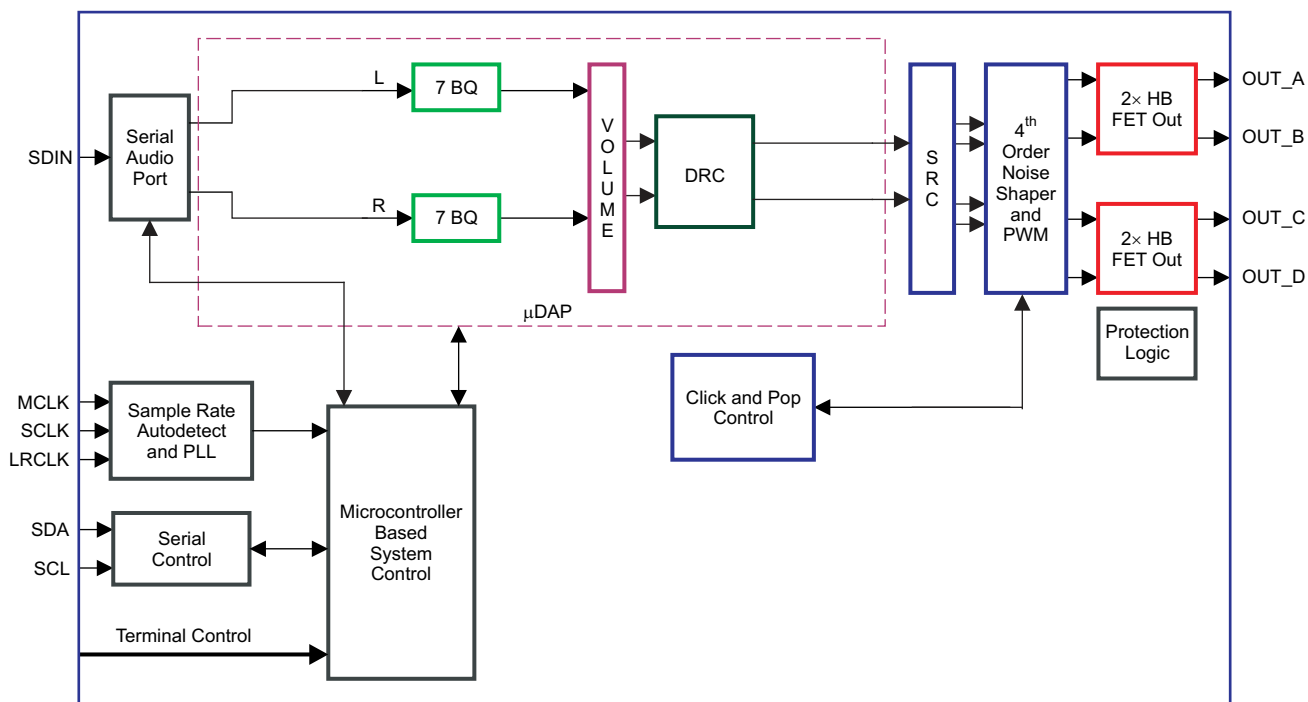 SDIN
Serial
Audio
Port
L
7 BQ
R
7 BQ
V
O
L
U
M
E
DRC
μDAP
S
R
C
4th
Order
Noise
Shaper
and
PWM
2× HB
FET Out
OUT_A
OUT_B
2× HB
FET Out
OUT_C
OUT_D
Protection
Logic
Click and Pop
Control
MCLK
SCLK
LRCLK
Sample Rate
Autodetect
and PLL
SDA
SCL
Serial
Control
Microcontroller
Based
System
Control
Terminal Control